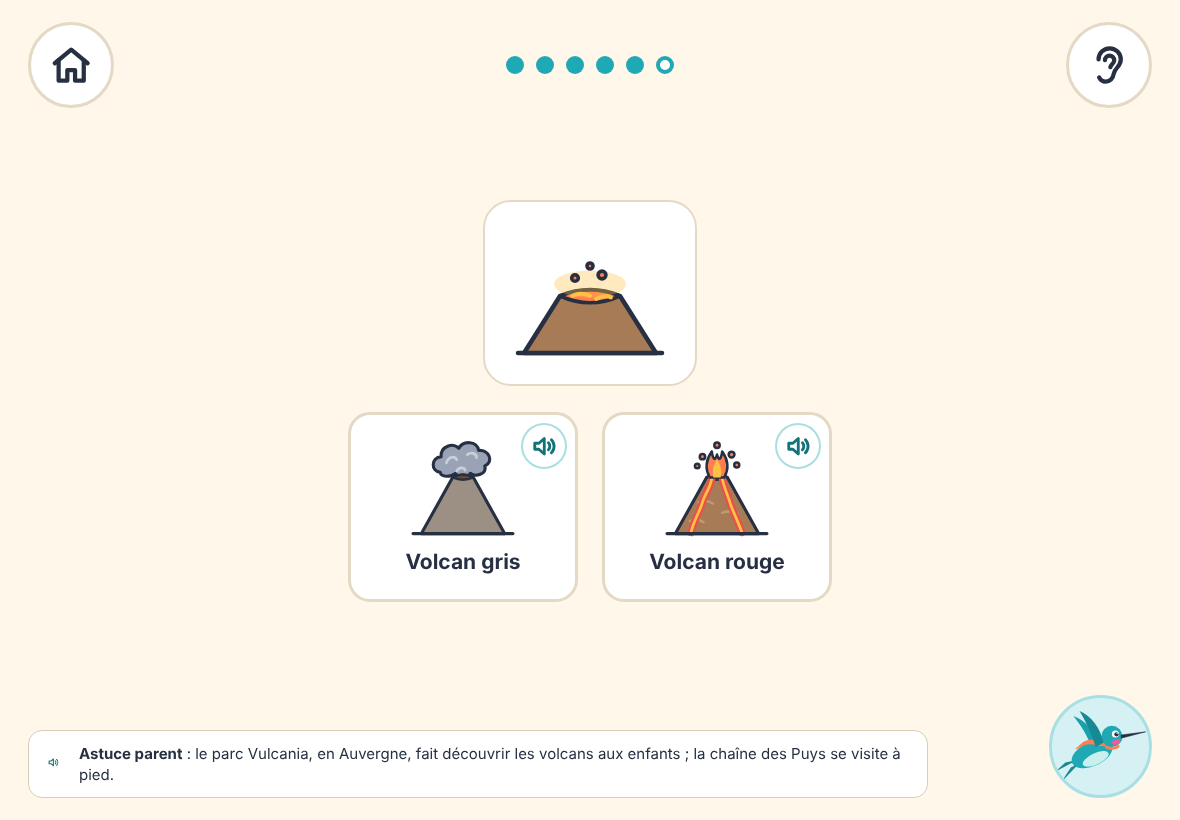 Volcan gris
Volcan rouge
Astuce parent : le parc Vulcania, en Auvergne, fait découvrir les volcans aux enfants ; la chaîne des Puys se visite à
pied.